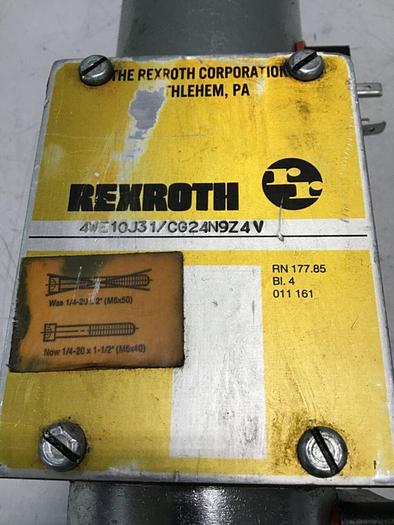 THE REXROTH CORPORATION
THLEHEM, PA
REXROTH
4WE10J31/CG24N9Z4V
RN 177.85
Bl. 4
011 161
Was 1/4-20 (M6x50)
Now 1/4-20 x 1-1/2" (M6x40)